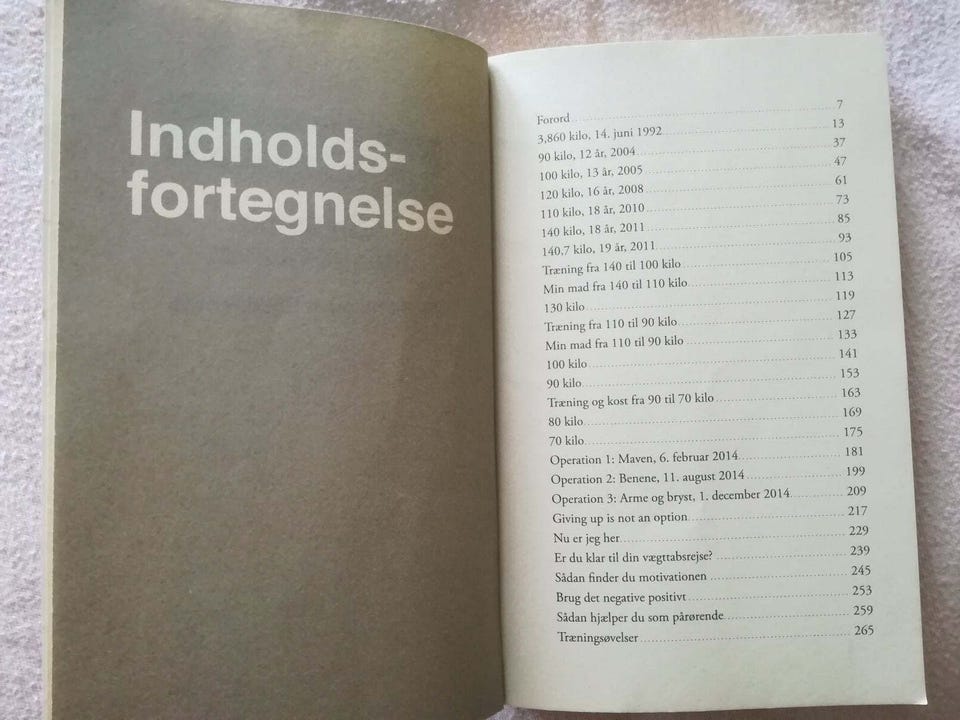 Indholds-
fortegnelse
Forord 7
3,860 kilo, 14. juni 1992 13
90 kilo, 12 år, 2004 37
100 kilo, 13 år, 2005 47
120 kilo, 16 år, 2008 61
110 kilo, 18 år, 2010 73
140 kilo, 18 år, 2011 85
140,7 kilo, 19 år, 2011 93
Træning fra 140 til 100 kilo 105
Min mad fra 140 til 110 kilo 113
130 kilo 119
Træning fra 110 til 90 kilo 127
Min mad fra 110 til 90 kilo 133
100 kilo 141
90 kilo 153
Træning og kost fra 90 til 70 kilo 163
80 kilo 169
70 kilo 175
Operation 1: Maven, 6. februar 2014 181
Operation 2: Benene, 11. august 2014 199
Operation 3: Arme og bryst, 1. december 2014 209
Giving up is not an option 217
Nu er jeg her 229
Er du klar til din vægttabsrejse? 239
Sådan finder du motivationen 245
Brug det negative positivt 253
Sådan hjælper du som pårørende 259
Træningsøvelser 265